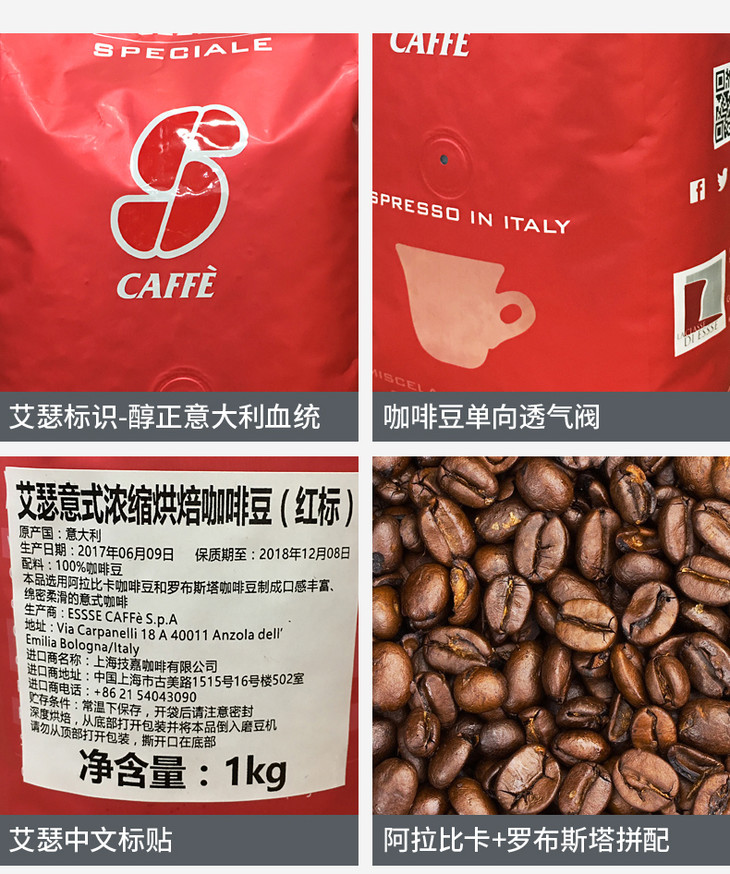 SPECIALE
CAFFÈ
艾瑟标识-醇正意大利血统
CAFFÈ
SPRESSO IN ITALY
MISCELA
LA CLASSE
DI ESSSE
咖啡豆单向透气阀
艾瑟意式浓缩烘焙咖啡豆(红标)
原产国：意大利
生产日期：2017年06月09日 保质期至：2018年12月08日
配料：100%咖啡豆
本品选用阿拉比卡咖啡豆和罗布斯塔咖啡豆制成口感丰富、
绵密柔滑的意式咖啡
生产商：ESSSE CAFFè S.p.A
地址：Via Carpanelli 18 A 40011 Anzola dell'
Emilia Bologna/Italy
进口商名称：上海技嘉咖啡有限公司
进口商地址：中国上海市古美路1515号16号楼502室
进口商电话：+86 21 54043090
贮存条件：常温下保存，开袋后请注意密封
深度烘焙，从底部打开包装并将本品倒入磨豆机
请勿从顶部打开包装，撕开口在底部
净含量：1kg
艾瑟中文标贴
阿拉比卡+罗布斯塔拼配